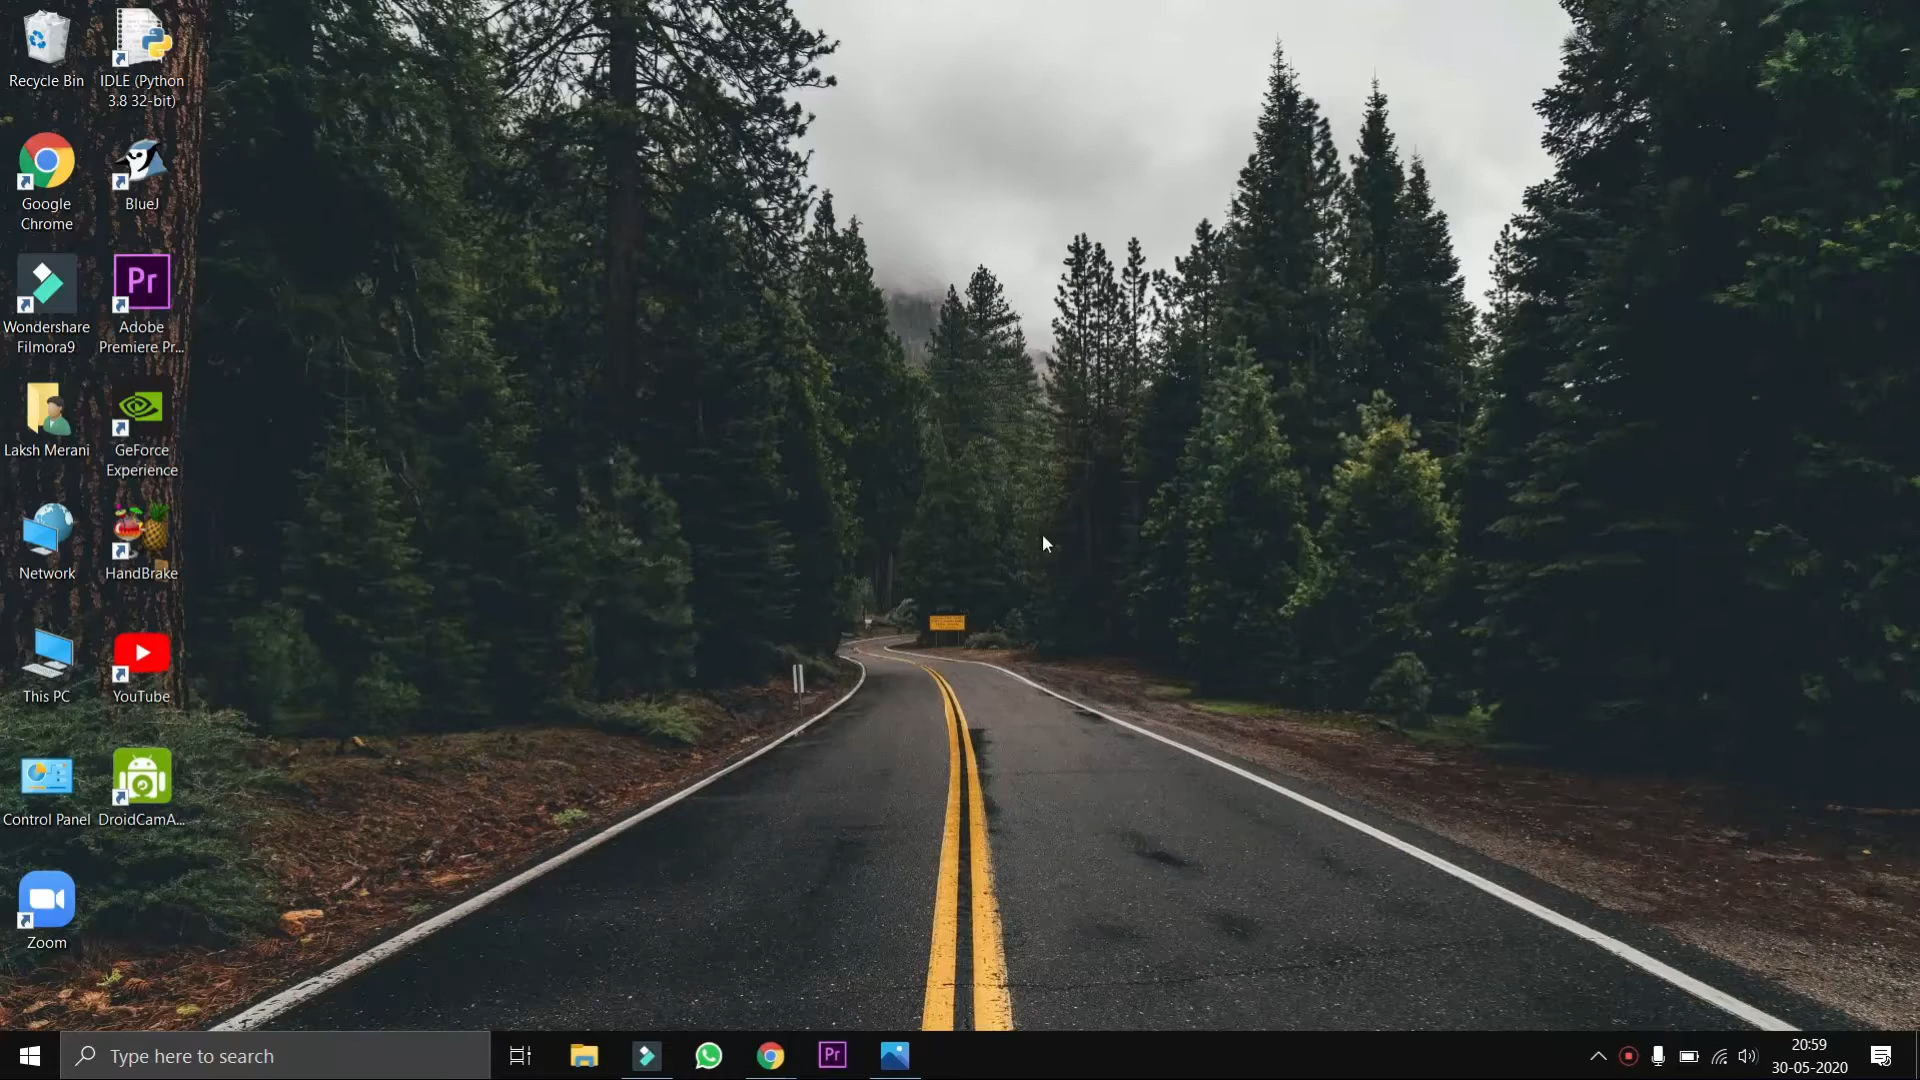 Recycle Bin
IDLE (Python
3.8 32-bit)
Google
Chrome
BlueJ
Wondershare
Filmora9
Pr
Adobe
Premiere Pr...
Laksh Merani
GeForce
Experience
Network
HandBrake
This PC
YouTube
Control Panel
DroidCamA...
Zoom
Type here to search
Pr
20:59
30-05-2020